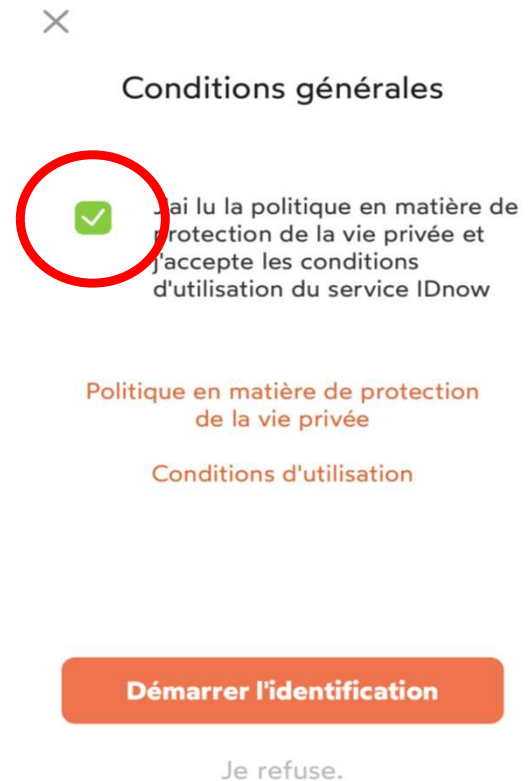 Conditions générales
J'ai lu la politique en matière de
protection de la vie privée et
j'accepte les conditions
d'utilisation du service IDnow
Politique en matière de protection
de la vie privée
Conditions d'utilisation
Démarrer l'identification
Je refuse.